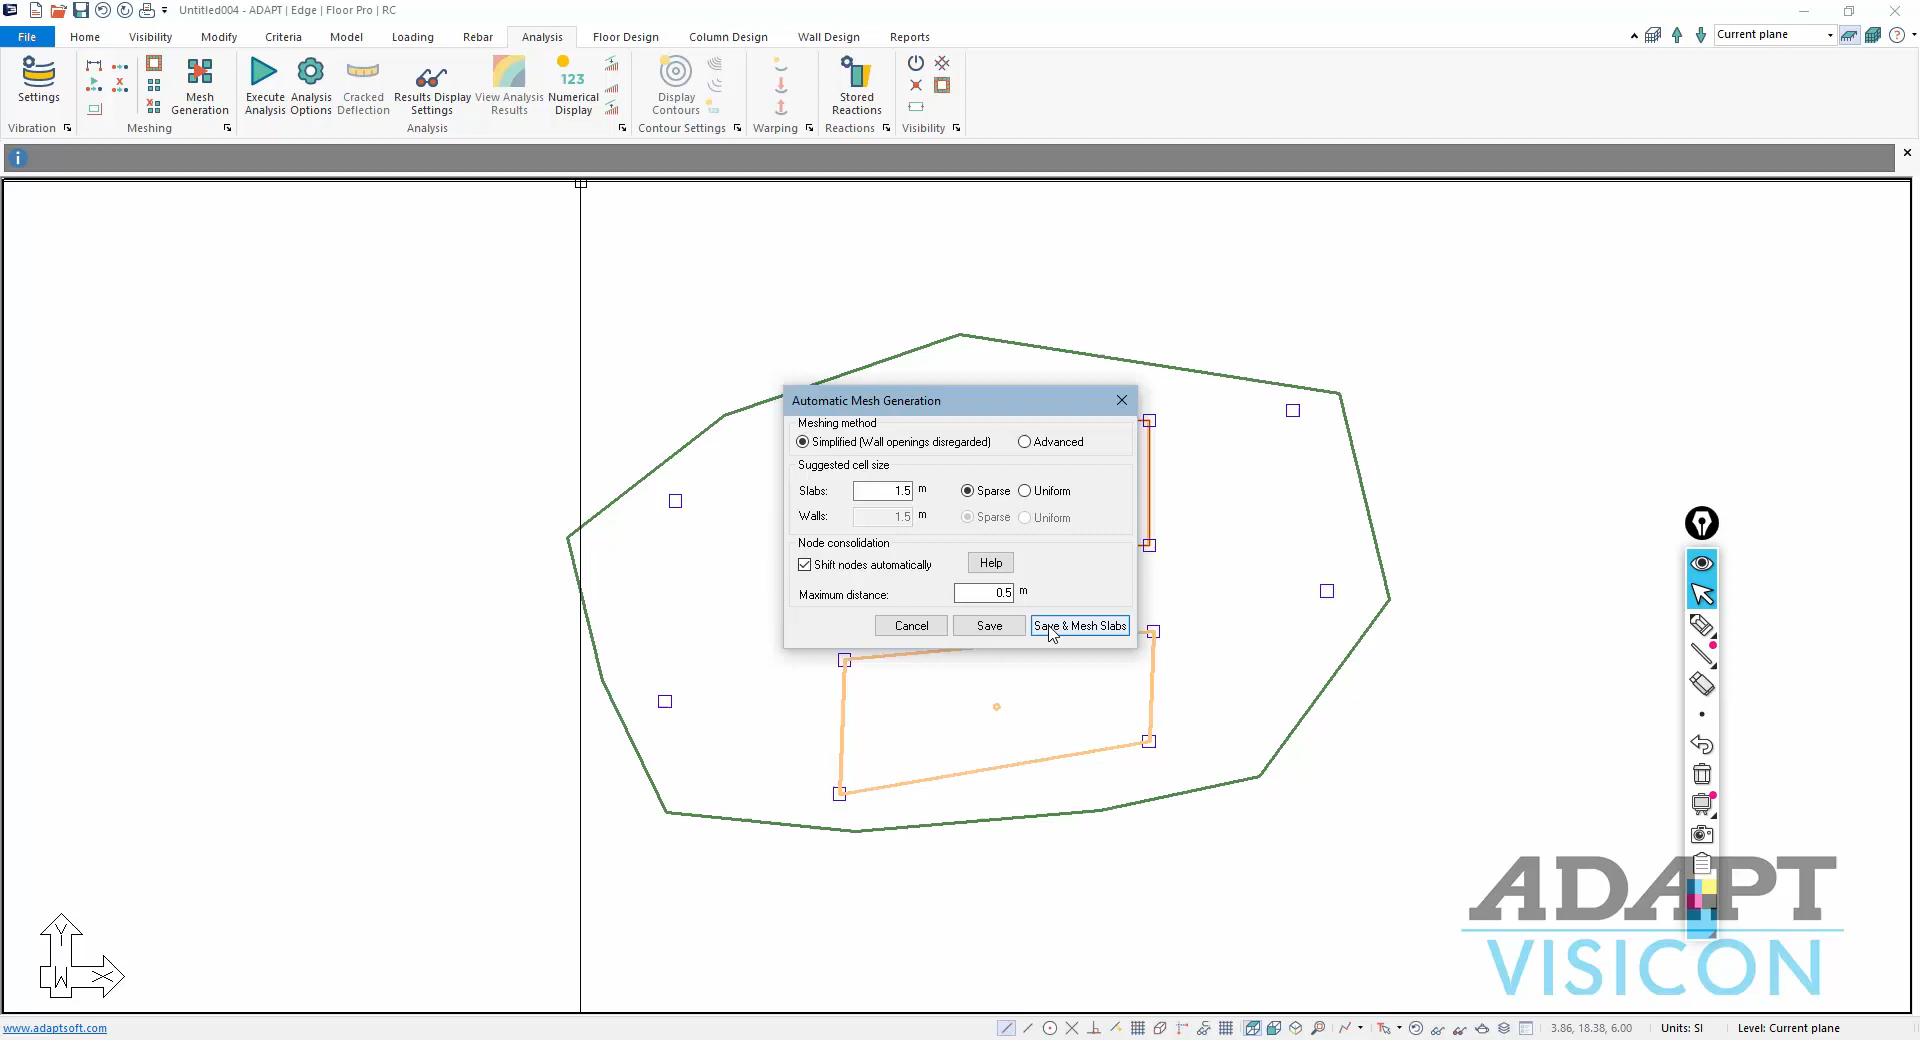 Untitled004 - ADAPT | Edge | Floor Pro | RC
File Home Visibility Modify Criteria Model Loading Rebar Analysis Floor Design Column Design Wall Design Reports
Current plane
Settings
Mesh Generation
Execute Analysis
Analysis Options
Cracked Deflection
Results Display Settings
View Analysis Results
123
Numerical Display
Display Contours
Stored Reactions
Vibration Meshing Analysis Contour Settings Warping Reactions Visibility
Automatic Mesh Generation
Meshing method
Simplified (Wall openings disregarded) Advanced
Suggested cell size
Slabs: 1.5 m Sparse Uniform
Walls: 1.5 m Sparse Uniform
Node consolidation
Shift nodes automatically Help
Maximum distance: 0.5 m
Cancel Save Save & Mesh Slabs
Y
W X
ADAPT
VISICON
www.adaptsoft.com
3.86, 18.38, 6.00 Units: SI Level: Current plane